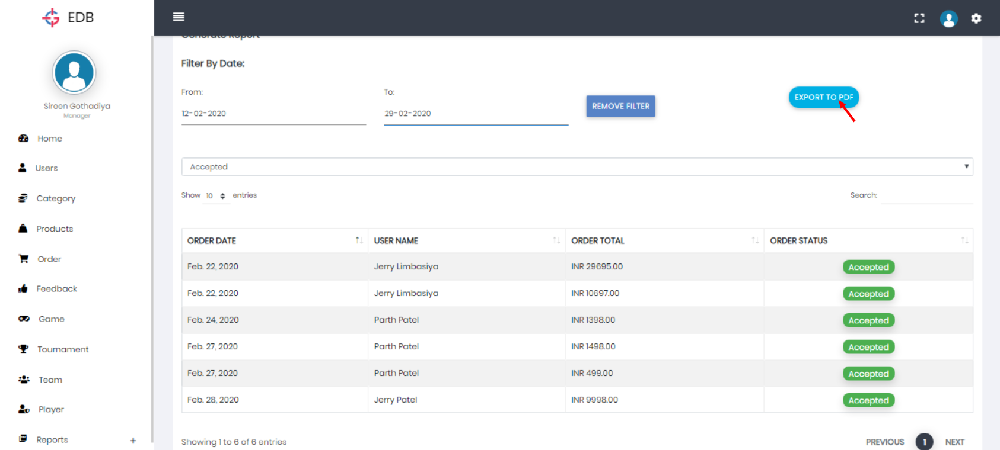 EDB
Sireen Gothadiya
Manager
Home
Users
Category
Products
Order
Feedback
Game
Tournament
Team
Player
Reports +
Generate Report
Filter By Date:
From:
12-02-2020
To:
29-02-2020
REMOVE FILTER
EXPORT TO PDF
Accepted
Show 10 entries
Search:
ORDER DATE USER NAME ORDER TOTAL ORDER STATUS
Feb. 22, 2020 Jerry Limbasiya INR 29695.00 Accepted
Feb. 22, 2020 Jerry Limbasiya INR 10697.00 Accepted
Feb. 24, 2020 Parth Patel INR 1398.00 Accepted
Feb. 27, 2020 Parth Patel INR 1498.00 Accepted
Feb. 27, 2020 Parth Patel INR 499.00 Accepted
Feb. 28, 2020 Jerry Patel INR 9998.00 Accepted
Showing 1 to 6 of 6 entries
PREVIOUS 1 NEXT